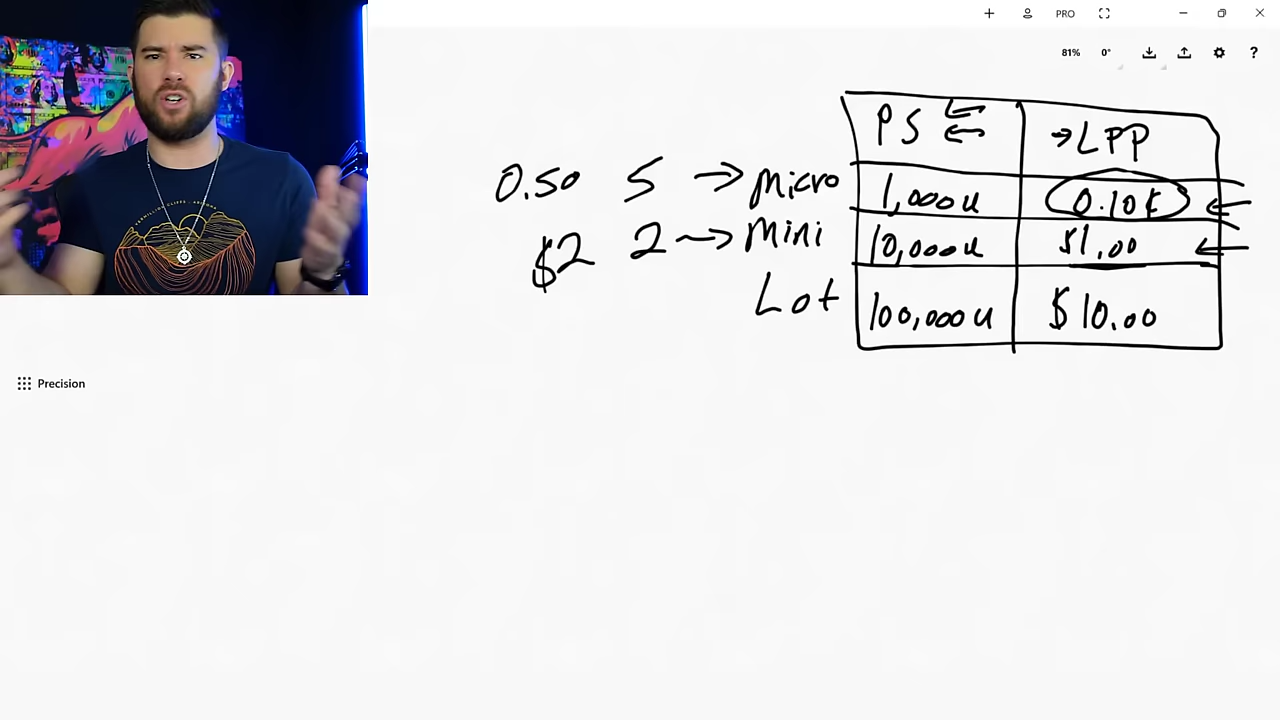 PRO
81% 0° ?
PS LPP
0.50 5 → micro 1,000u 0.10¢
$2 2 → Mini 10,000u $1.00
Lot 100,000u $10.00
Precision